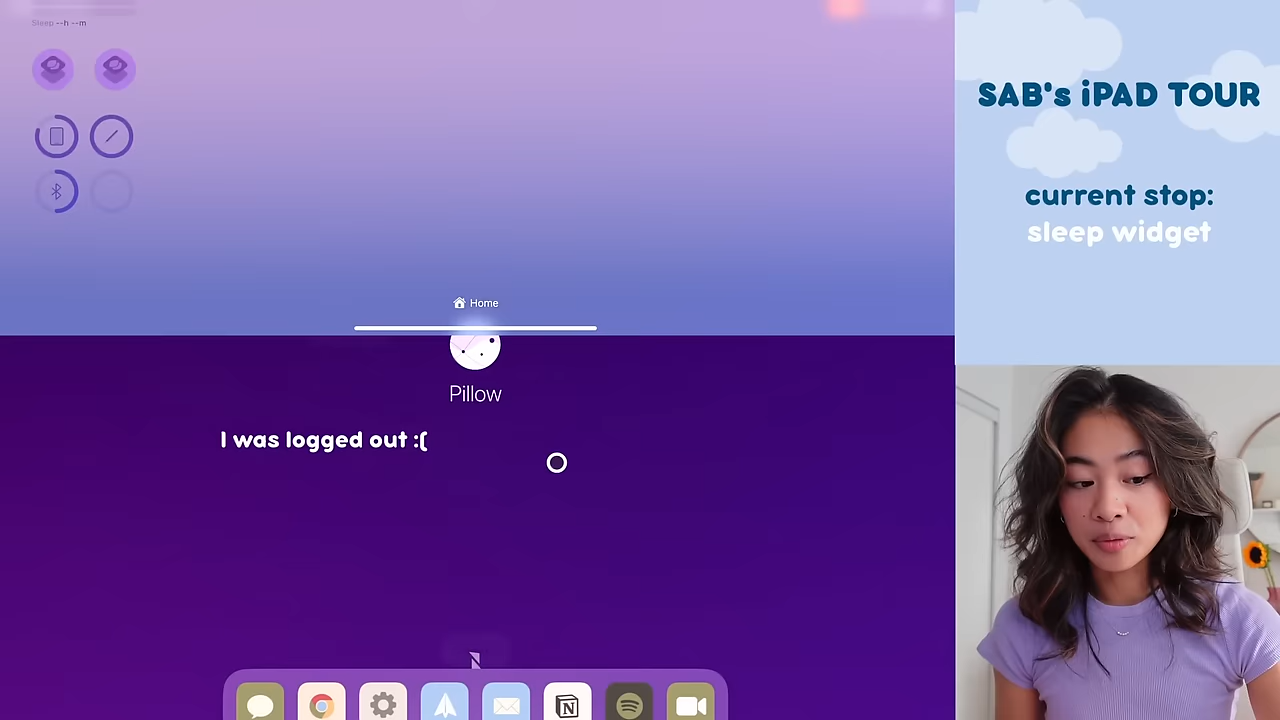 Sleep --h --m
SAB's iPAD TOUR
current stop:
sleep widget
Home
Pillow
I was logged out :(
N